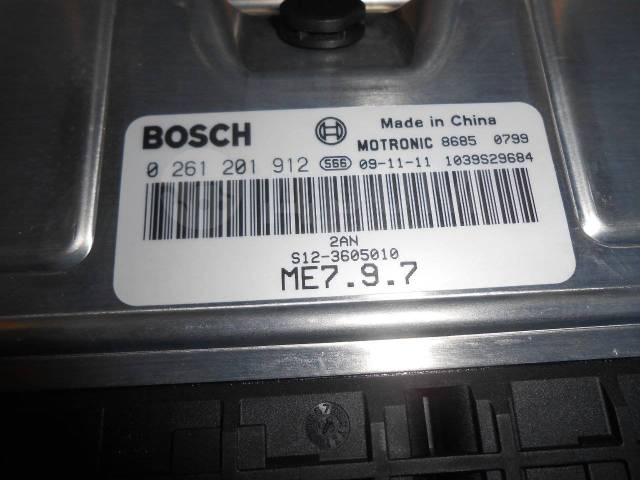 BOSCH
Made in China
MOTRONIC 8685 0799
0 261 201 912 S66 09-11-11 1039S29684
2AN
S12-3605010
ME7.9.7